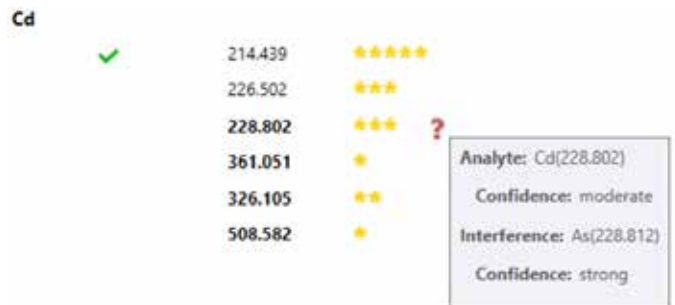 Cd
214.439
226.502
228.802 ?
361.051
326.105
508.582
Analyte: Cd(228.802)
Confidence: moderate
Interference: As(228.812)
Confidence: strong